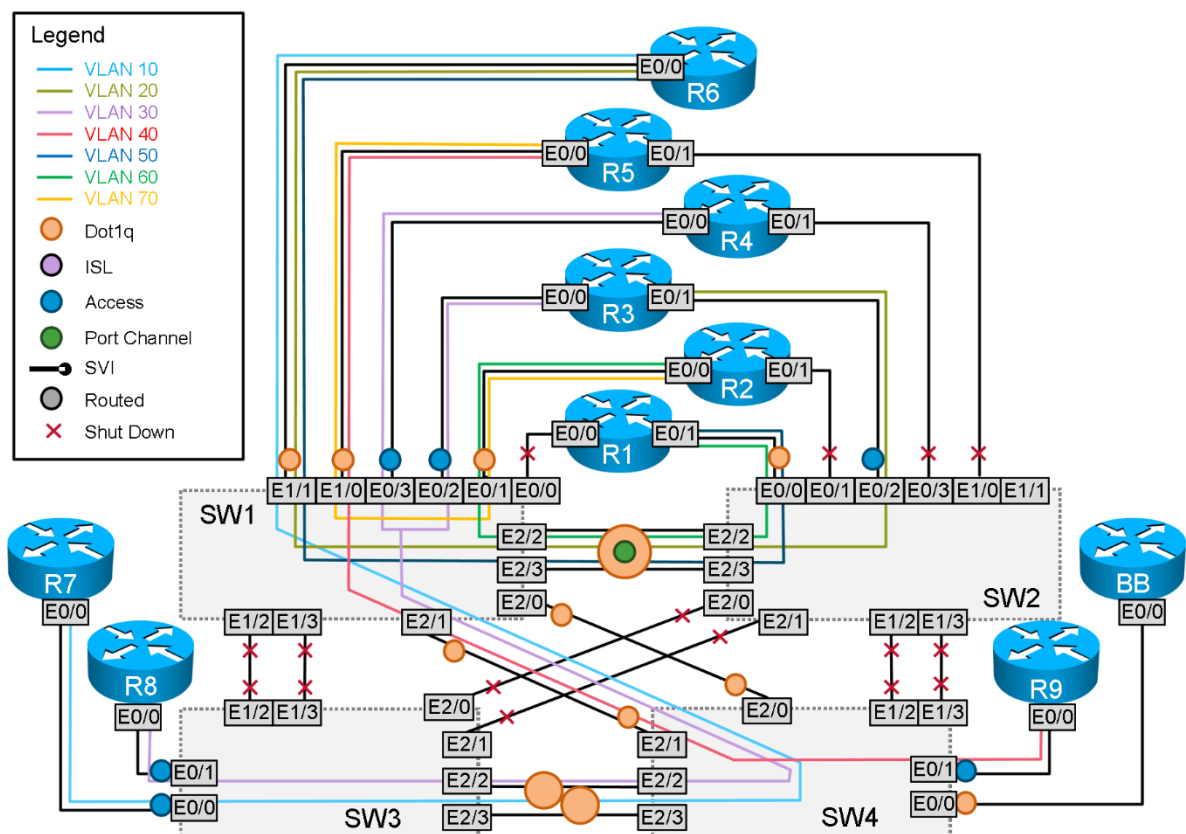 Legend
VLAN 10
VLAN 20
VLAN 30
VLAN 40
VLAN 50
VLAN 60
VLAN 70
Dot1q
ISL
Access
Port Channel
SVI
Routed
Shut Down
E0/0
R6
E0/0
E0/1
R5
E0/0
E0/1
R4
E0/0
E0/1
R3
E0/0
E0/1
R2
E0/0
E0/1
R1
E1/1 E1/0 E0/3 E0/2 E0/1 E0/0
E0/0 E0/1 E0/2 E0/3 E1/0 E1/1
SW1
E2/2
E2/2
E2/3
E2/3
E2/0
E2/0
SW2
R7
E0/0
BB
E0/0
E1/2 E1/3
E2/1
E2/1
E1/2 E1/3
R8
E0/0
R9
E0/0
E1/2 E1/3
E2/0
E2/0
E1/2 E1/3
E2/1
E2/1
E0/1
E2/2
E2/2
E0/1
E0/0
E0/0
SW3
E2/3
E2/3
SW4